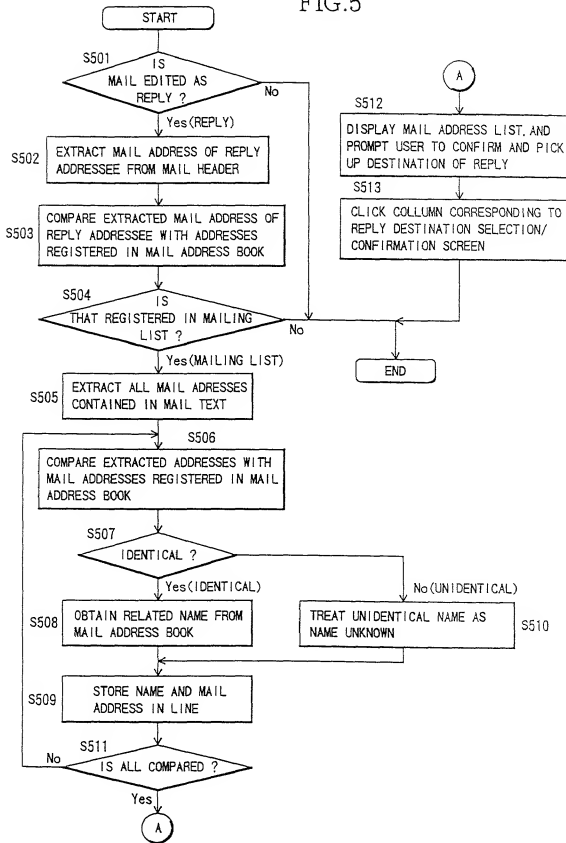 FIG.5
START
S501
IS
MAIL EDITED AS
REPLY ?
No
Yes(REPLY)
S502
EXTRACT MAIL ADDRESS OF REPLY
ADDRESSEE FROM MAIL HEADER
S503
COMPARE EXTRACTED MAIL ADDRESS OF
REPLY ADDRESSEE WITH ADDRESSES
REGISTERED IN MAIL ADDRESS BOOK
S504
IS
THAT REGISTERED IN MAILING
LIST ?
No
Yes(MAILING LIST)
S505
EXTRACT ALL MAIL ADRESSES
CONTAINED IN MAIL TEXT
S506
COMPARE EXTRACTED ADDRESSES WITH
MAIL ADDRESSES REGISTERED IN MAIL
ADDRESS BOOK
S507
IDENTICAL ?
Yes(IDENTICAL)
No(UNIDENTICAL)
S508
OBTAIN RELATED NAME FROM
MAIL ADDRESS BOOK
TREAT UNIDENTICAL NAME AS
NAME UNKNOWN
S510
S509
STORE NAME AND MAIL
ADDRESS IN LINE
S511
No
IS ALL COMPARED ?
Yes
A
A
S512
DISPLAY MAIL ADDRESS LIST, AND
PROMPT USER TO CONFIRM AND PICK
UP DESTINATION OF REPLY
S513
CLICK COLLUMN CORRESPONDING TO
REPLY DESTINATION SELECTION/
CONFIRMATION SCREEN
END